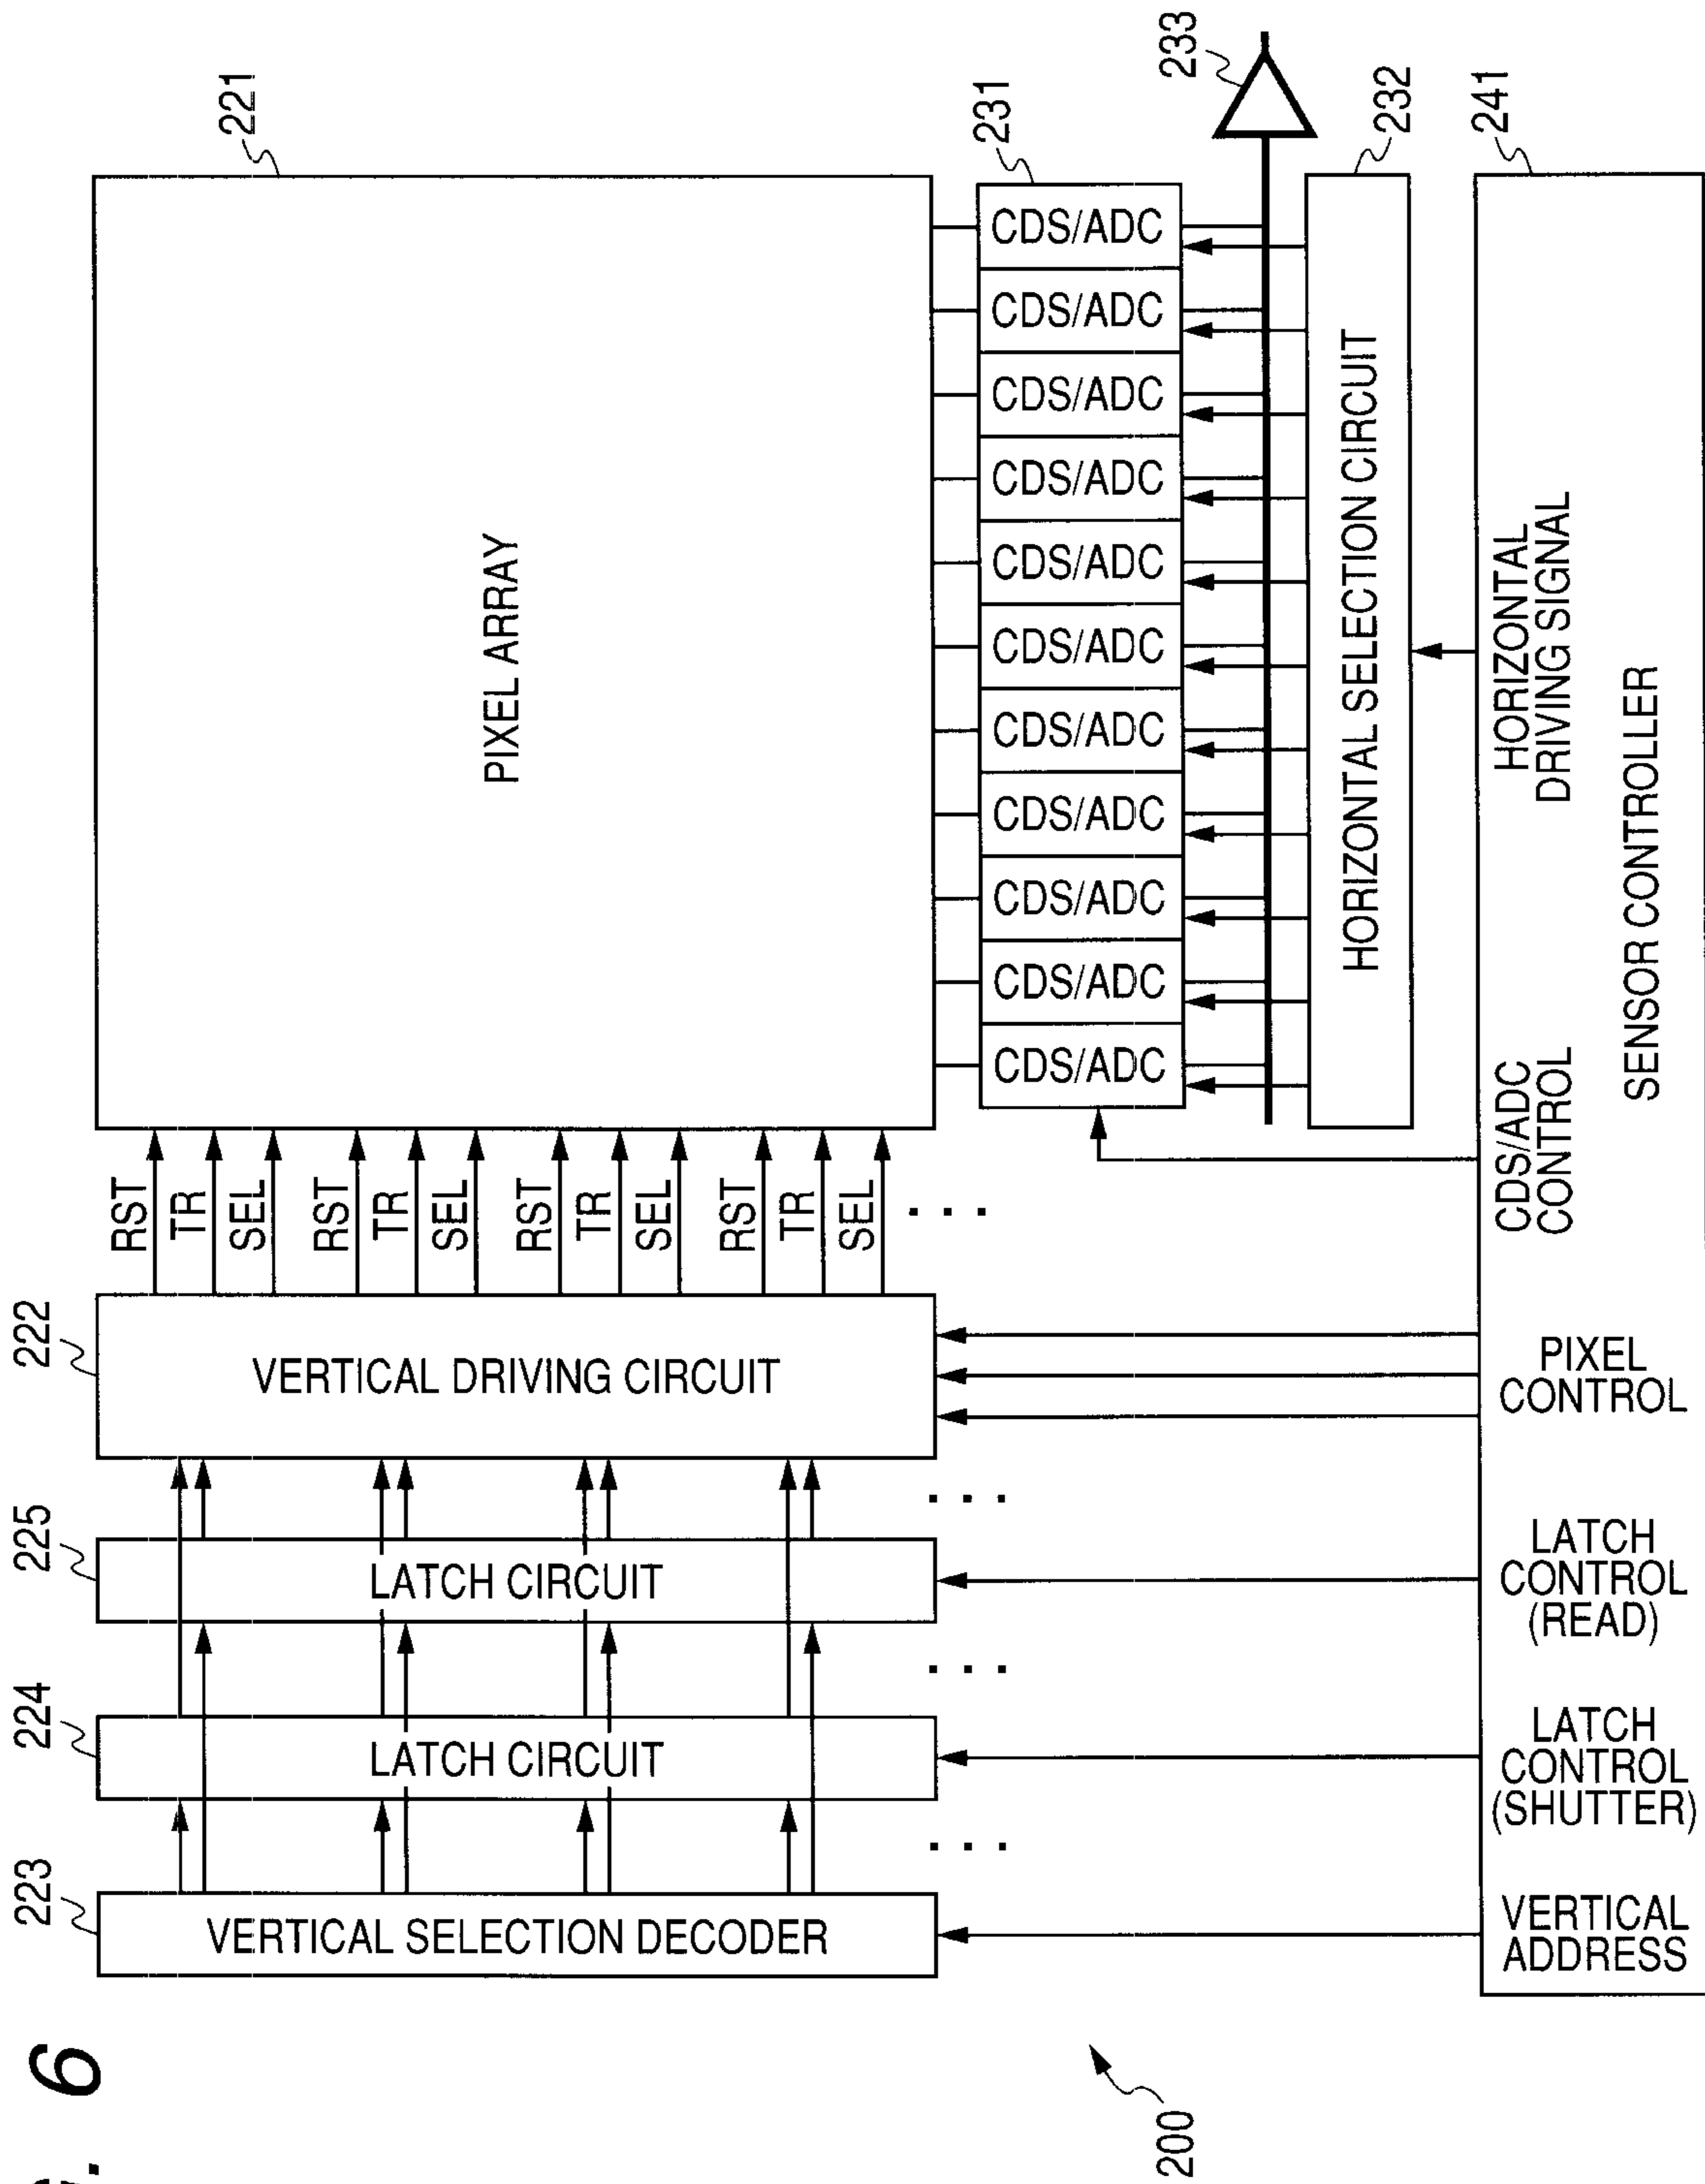 . 6
223
224
225
222
221
VERTICAL SELECTION DECODER
LATCH CIRCUIT
LATCH CIRCUIT
VERTICAL DRIVING CIRCUIT
RST
TR
SEL
RST
TR
SEL
RST
TR
SEL
RST
TR
SEL
. . .
. . .
. . .
. . .
PIXEL ARRAY
231
CDS/ADC
CDS/ADC
CDS/ADC
CDS/ADC
CDS/ADC
CDS/ADC
CDS/ADC
CDS/ADC
CDS/ADC
CDS/ADC
CDS/ADC
233
200
HORIZONTAL SELECTION CIRCUIT
232
241
VERTICAL
ADDRESS
LATCH
CONTROL
(SHUTTER)
LATCH
CONTROL
(READ)
PIXEL
CONTROL
CDS/ADC
CONTROL
HORIZONTAL
DRIVING SIGNAL
SENSOR CONTROLLER